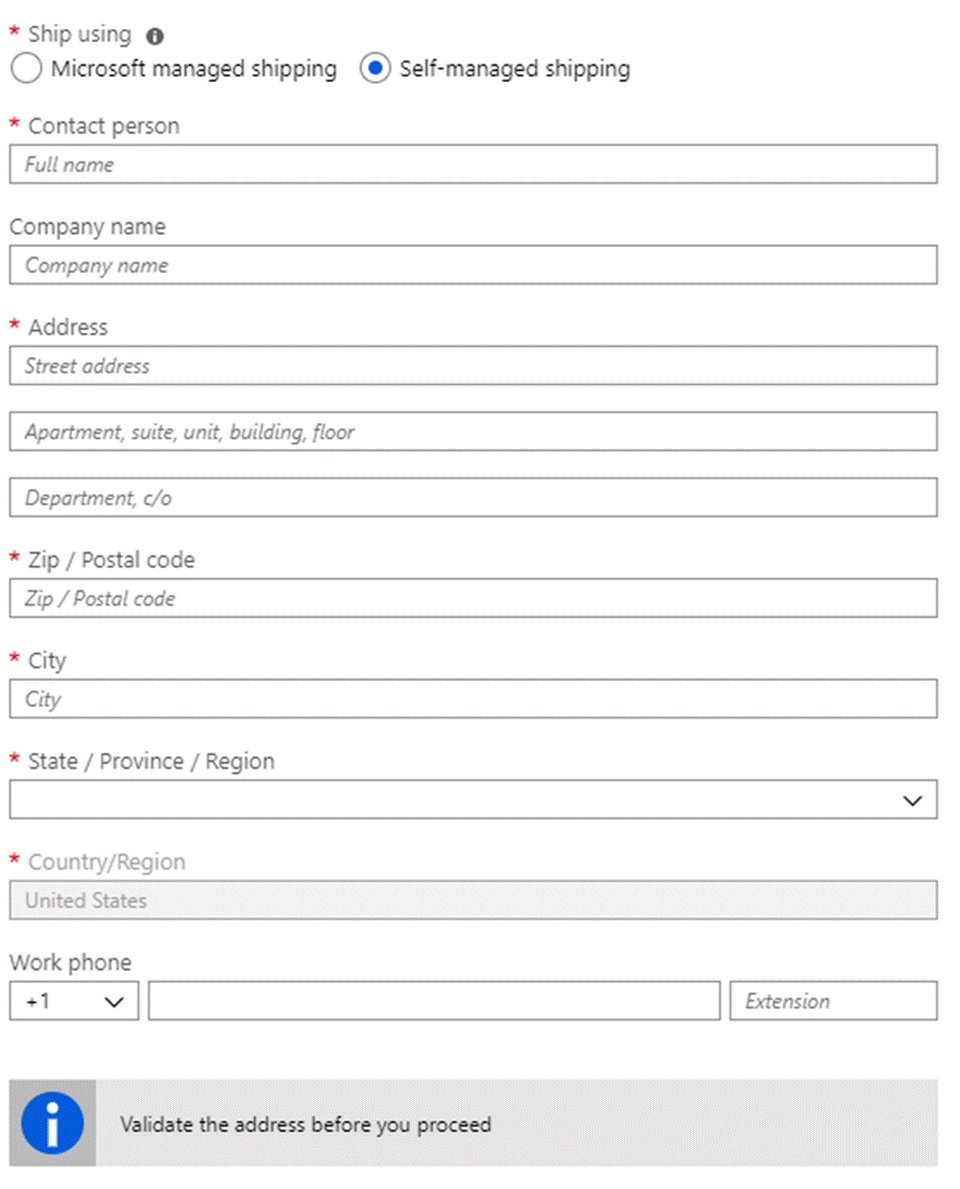 * Ship using
Microsoft managed shipping Self-managed shipping
* Contact person
Full name
Company name
Company name
* Address
Street address
Apartment, suite, unit, building, floor
Department, c/o
* Zip / Postal code
Zip / Postal code
* City
City
* State / Province / Region
* Country/Region
United States
Work phone
+1 Extension
Validate the address before you proceed